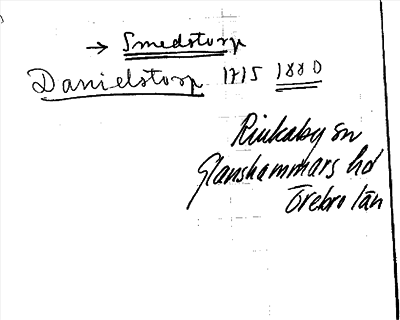 → Smedstorp
Danielstorp 1715 1880
Rinkaby sn
Glanshammars hd
Örebro län